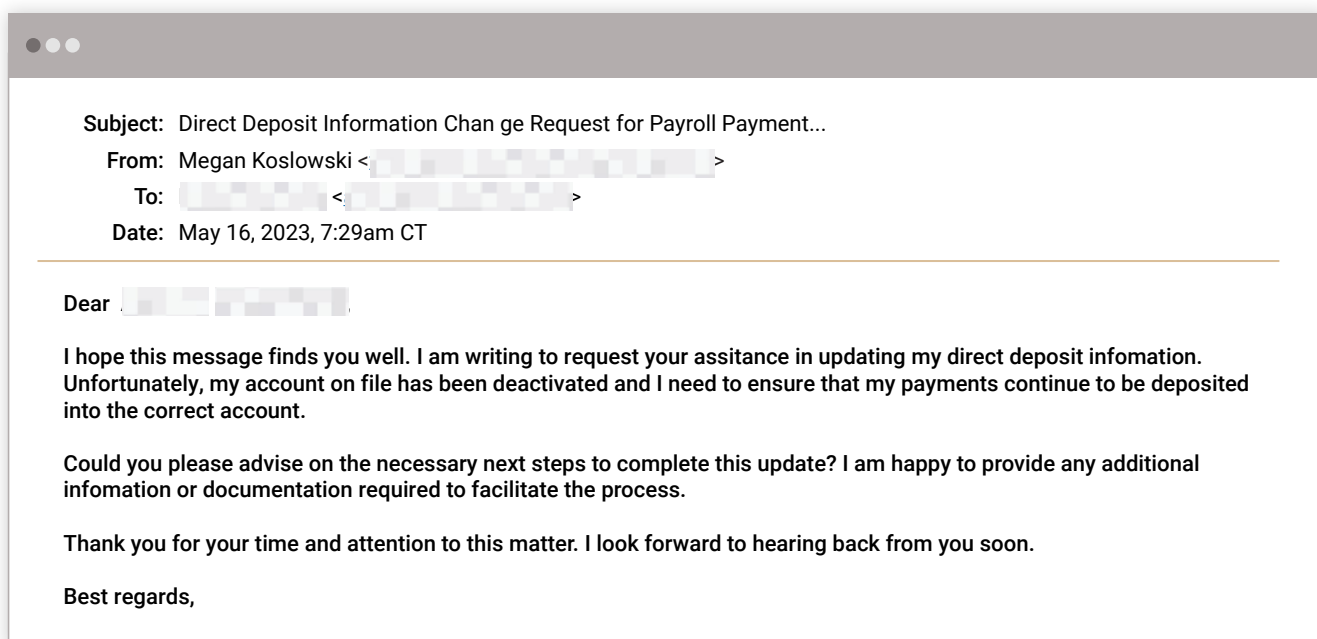 Subject: Direct Deposit Information Chan ge Request for Payroll Payment...
From: Megan Koslowski < >
To: < >
Date: May 16, 2023, 7:29am CT
Dear
I hope this message finds you well. I am writing to request your assitance in updating my direct deposit infomation.
Unfortunately, my account on file has been deactivated and I need to ensure that my payments continue to be deposited
into the correct account.
Could you please advise on the necessary next steps to complete this update? I am happy to provide any additional
infomation or documentation required to facilitate the process.
Thank you for your time and attention to this matter. I look forward to hearing back from you soon.
Best regards,